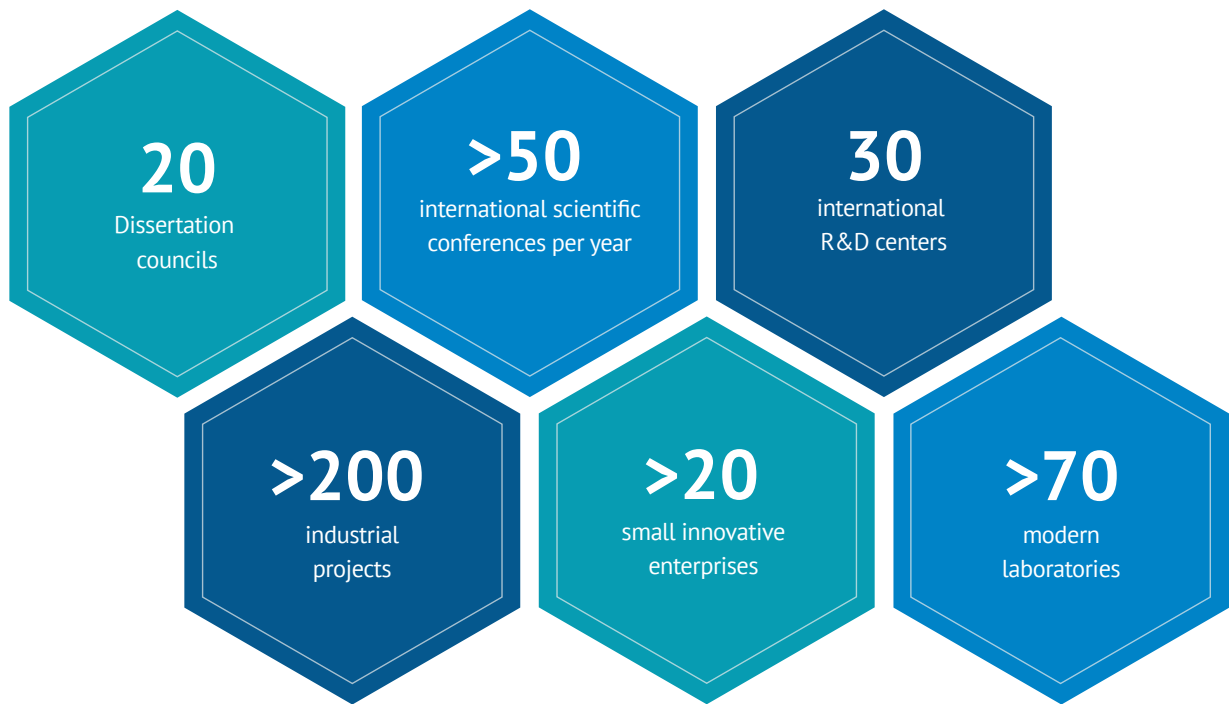 20
Dissertation
councils
>50
international scientific
conferences per year
30
international
R&D centers
>200
industrial
projects
>20
small innovative
enterprises
>70
modern
laboratories